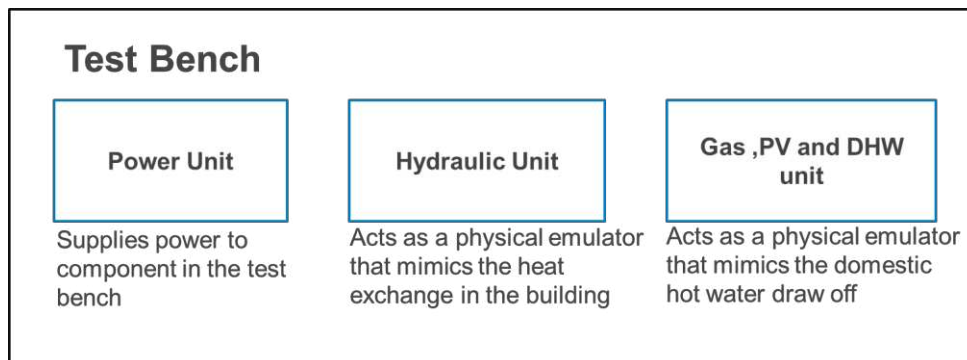 Test Bench
Power Unit
Supplies power to
component in the test
bench
Hydraulic Unit
Acts as a physical emulator
that mimics the heat
exchange in the building
Gas ,PV and DHW
unit
Acts as a physical emulator
that mimics the domestic
hot water draw off